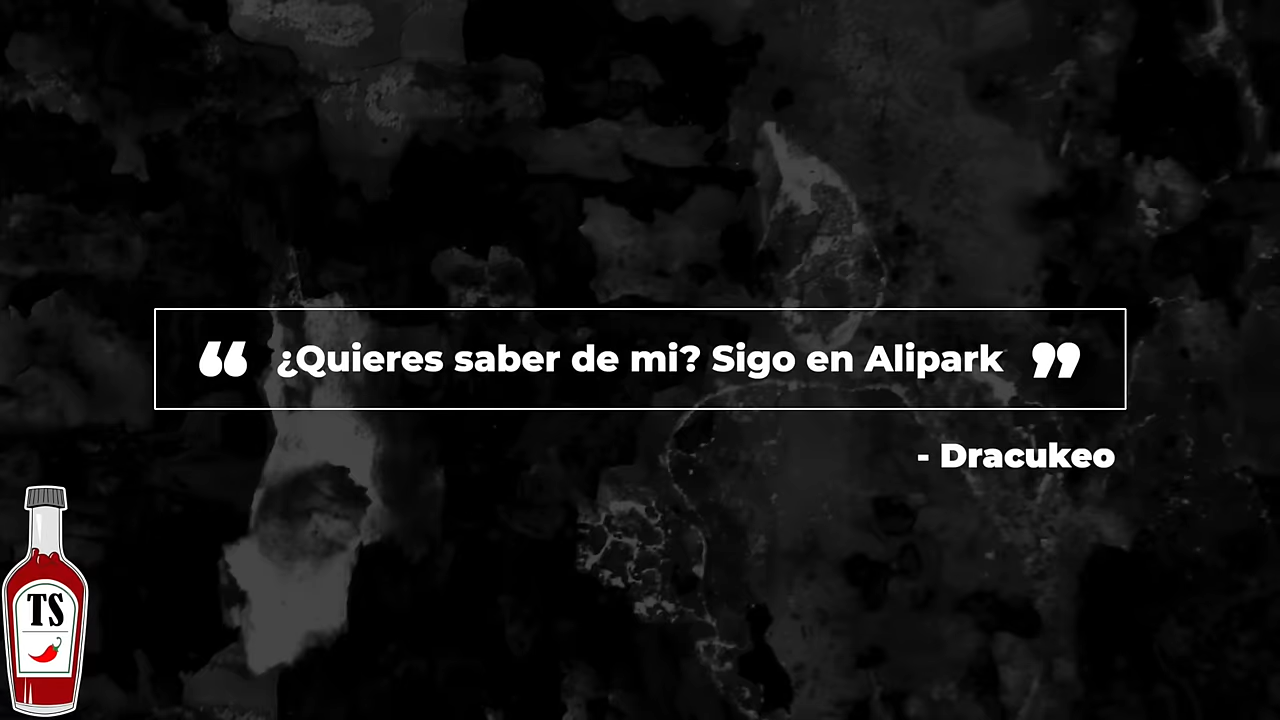 “ ¿Quieres saber de mi? Sigo en Alipark ”
- Dracukeo
TS